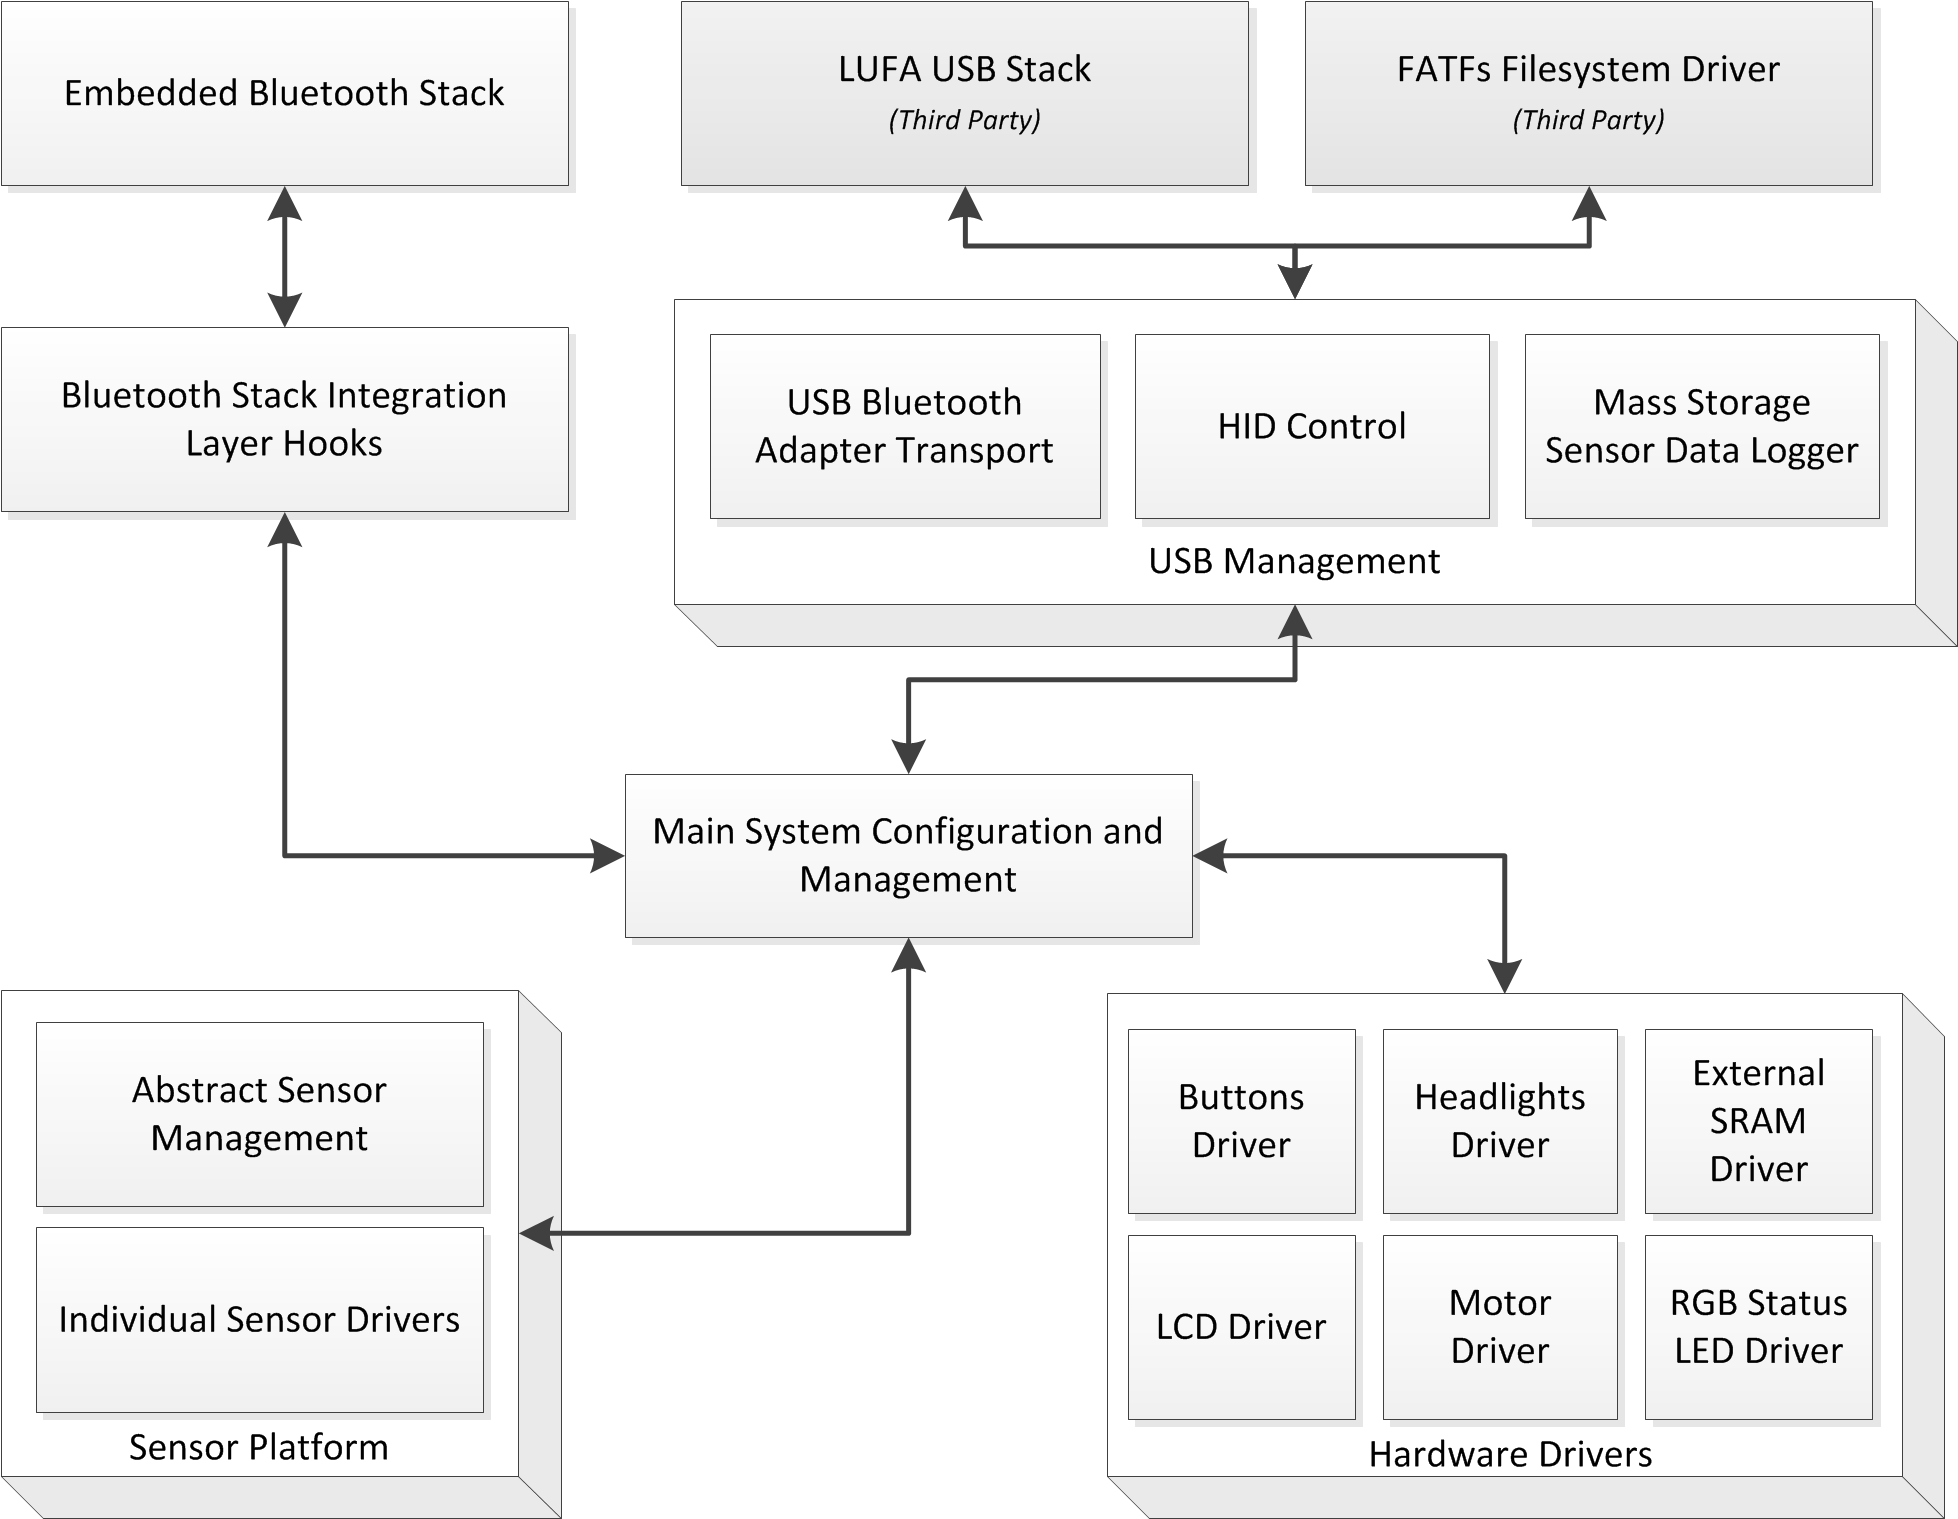 Embedded Bluetooth Stack
LUFA USB Stack
(Third Party)
FATFs Filesystem Driver
(Third Party)
Bluetooth Stack Integration
Layer Hooks
USB Bluetooth
Adapter Transport
HID Control
Mass Storage
Sensor Data Logger
USB Management
Main System Configuration and
Management
Abstract Sensor
Management
Individual Sensor Drivers
Sensor Platform
Buttons
Driver
Headlights
Driver
External
SRAM
Driver
LCD Driver
Motor
Driver
RGB Status
LED Driver
Hardware Drivers